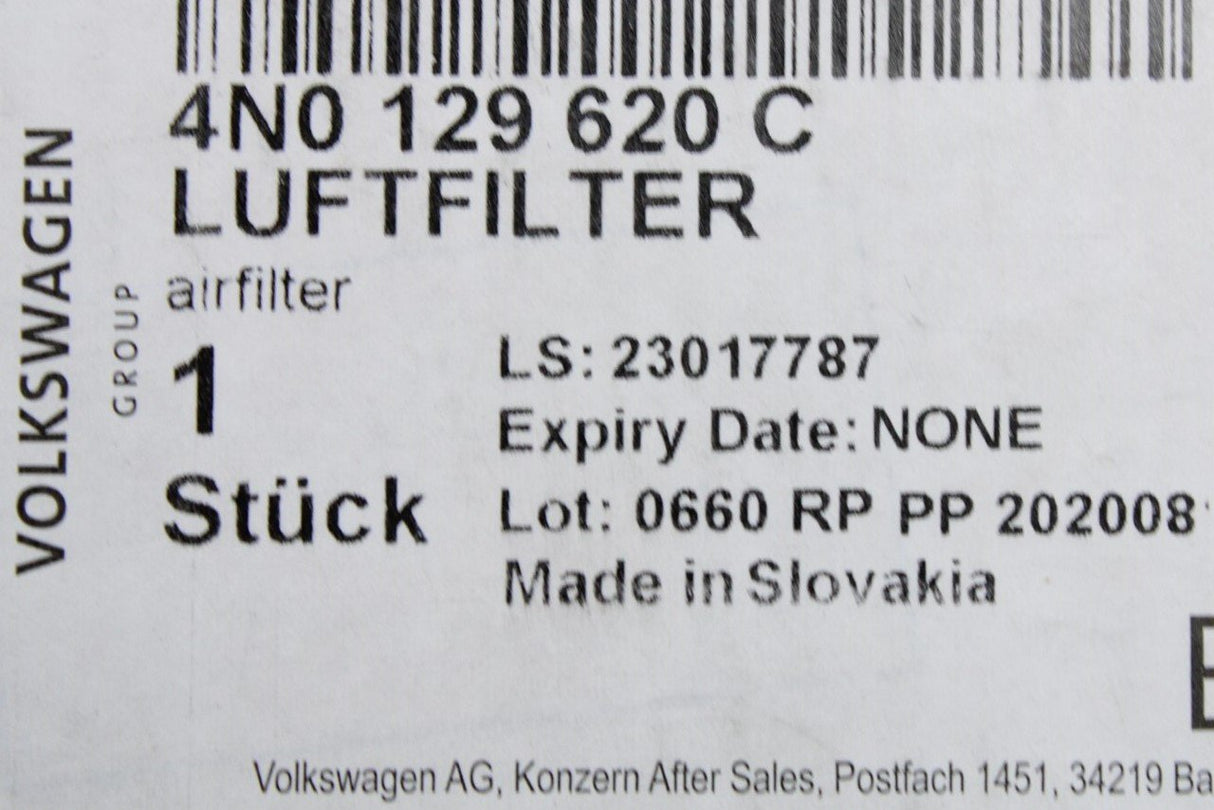 4N0 129 620 C
LUFTFILTER
airfilter
1
Stück
LS: 23017787
Expiry Date: NONE
Lot: 0660 RP PP 202008
Made in Slovakia
VOLKSWAGEN
GROUP
Volkswagen AG, Konzern After Sales, Postfach 1451, 34219 Ba